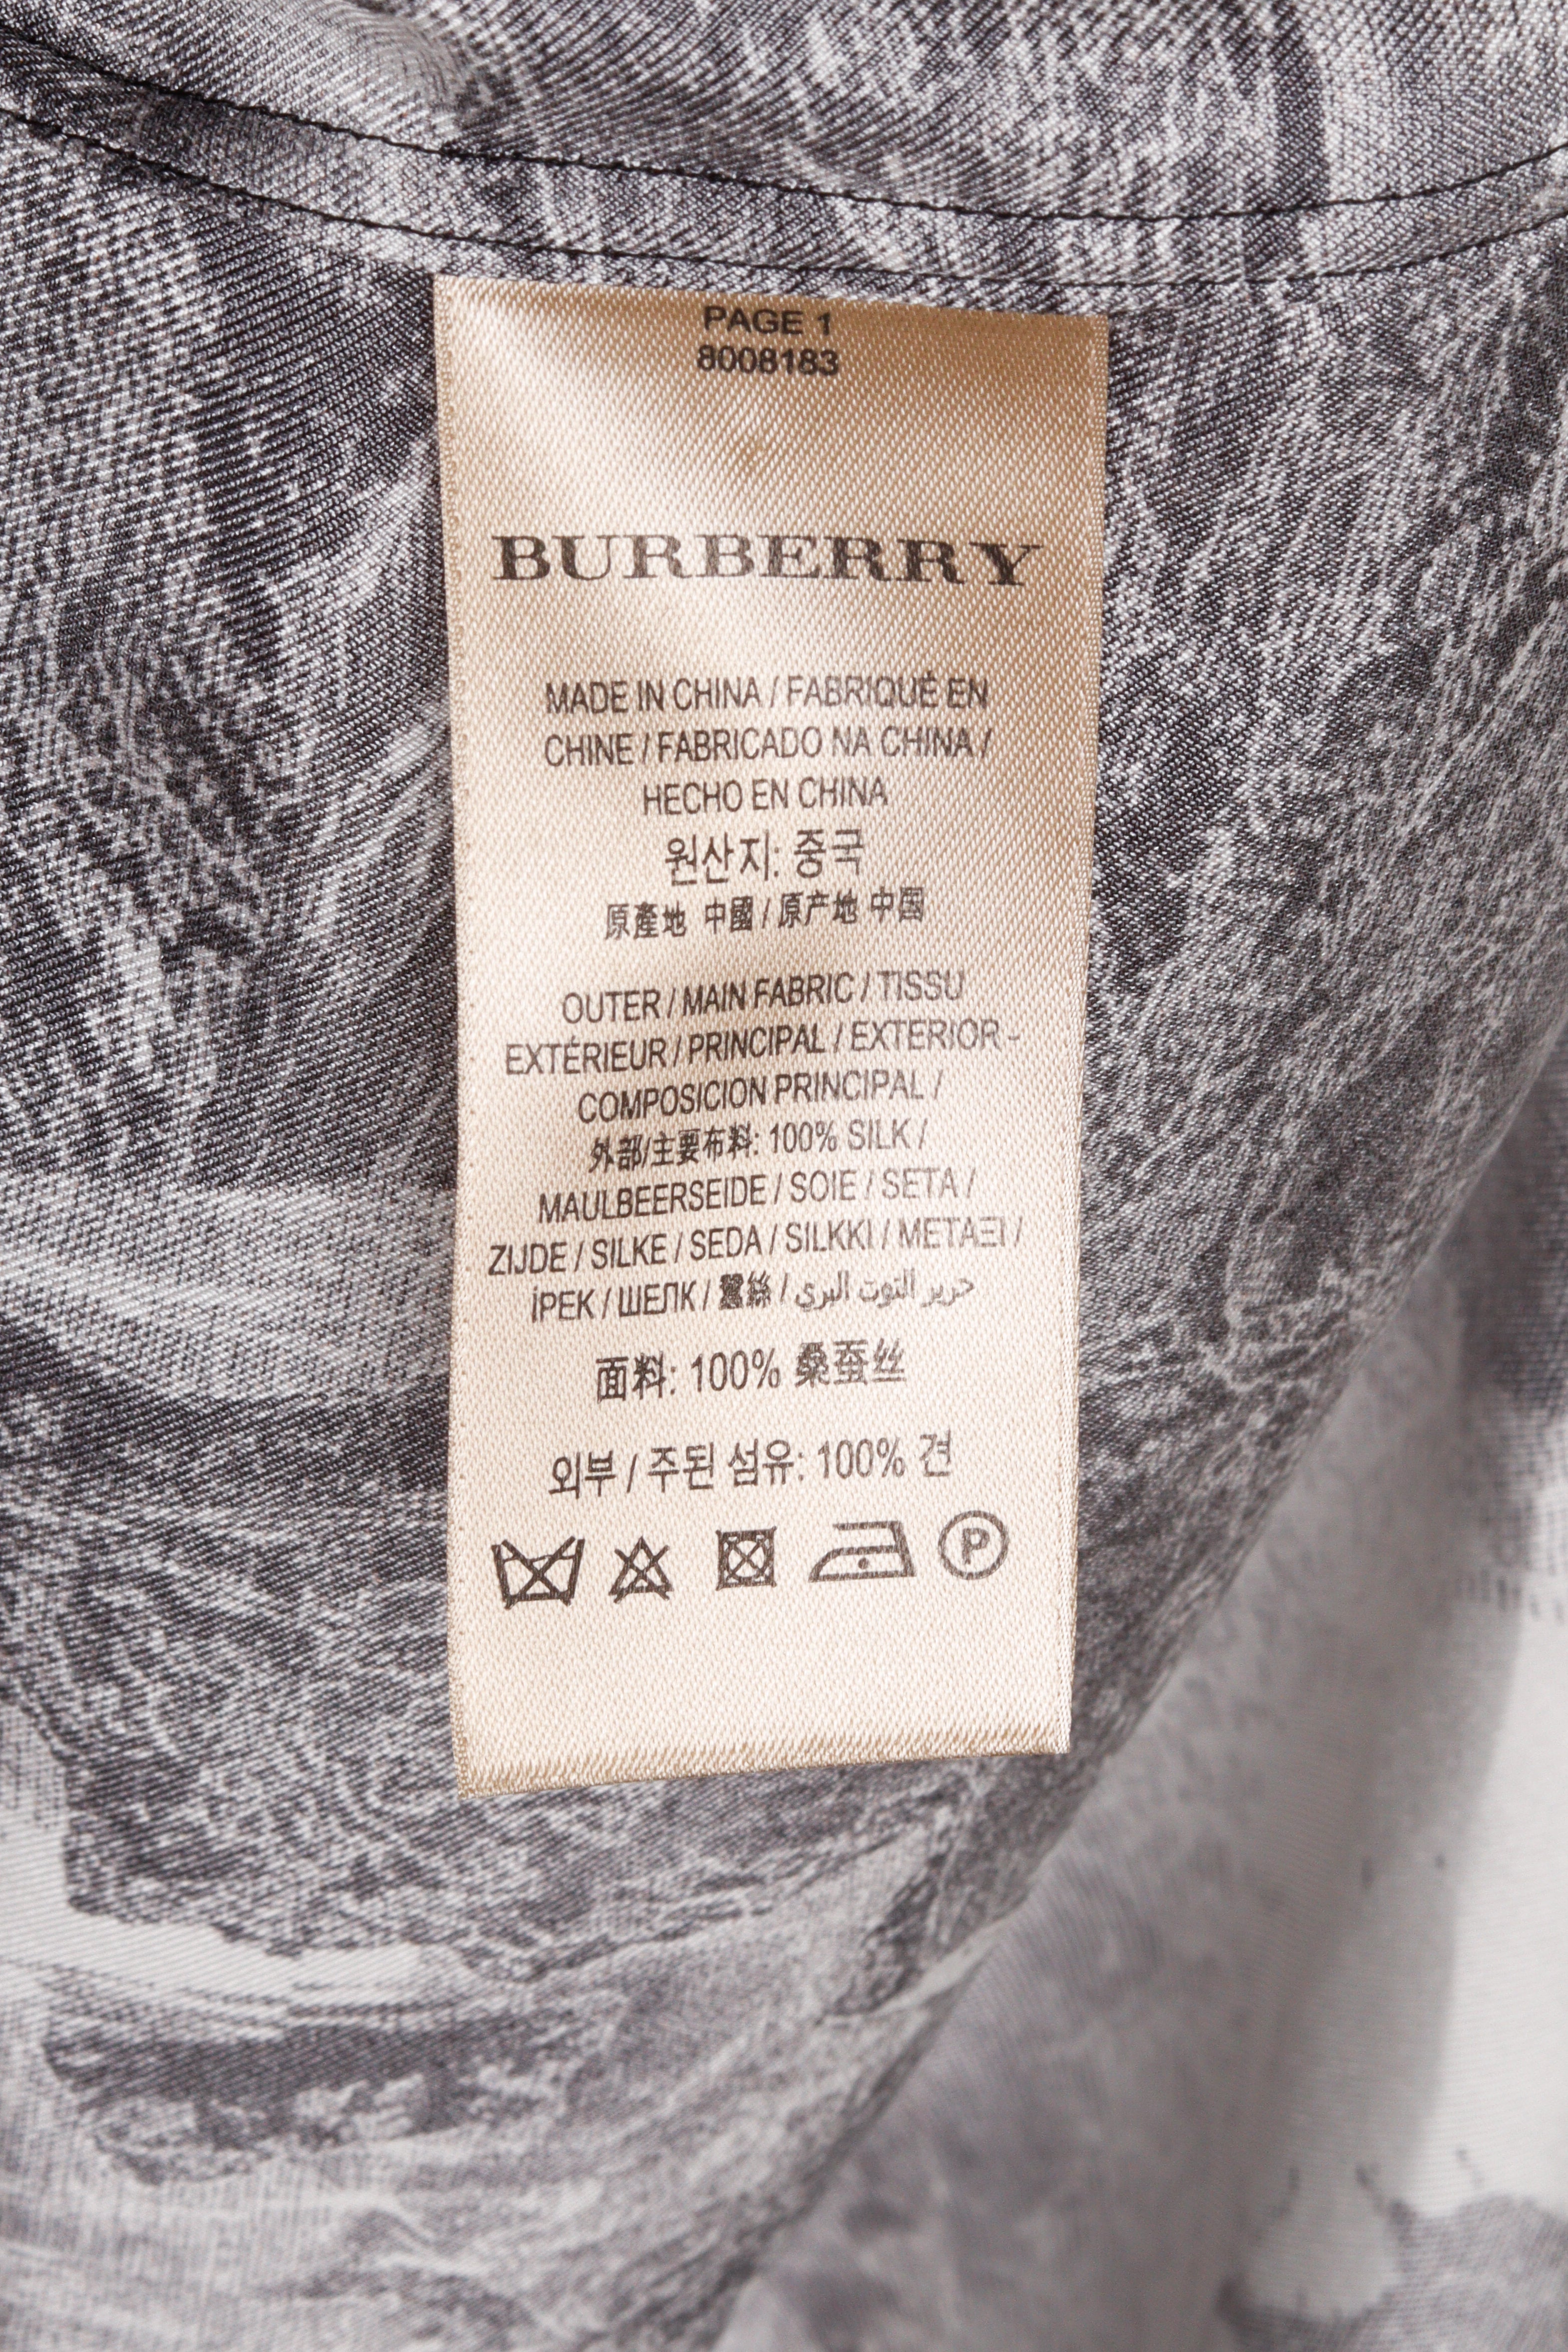 PAGE 1
8008183
BURBERRY
MADE IN CHINA / FABRIQUÉ EN
CHINE / FABRICADO NA CHINA /
HECHO EN CHINA
원산지: 중국
原產地 中國 / 原产地 中国
OUTER / MAIN FABRIC / TISSU
EXTÉRIEUR / PRINCIPAL / EXTERIOR -
COMPOSICION PRINCIPAL /
外部/主要布料: 100% SILK /
MAULBEERSEIDE / SOIE / SETA /
ZIJDE / SILKE / SEDA / SILKKI / ΜΕΤΑΞΙ /
İPEK / ШЕЛК / 蠶絲 / حرير التوت البري
面料: 100% 桑蚕丝
외부 / 주된 섬유: 100% 견
P